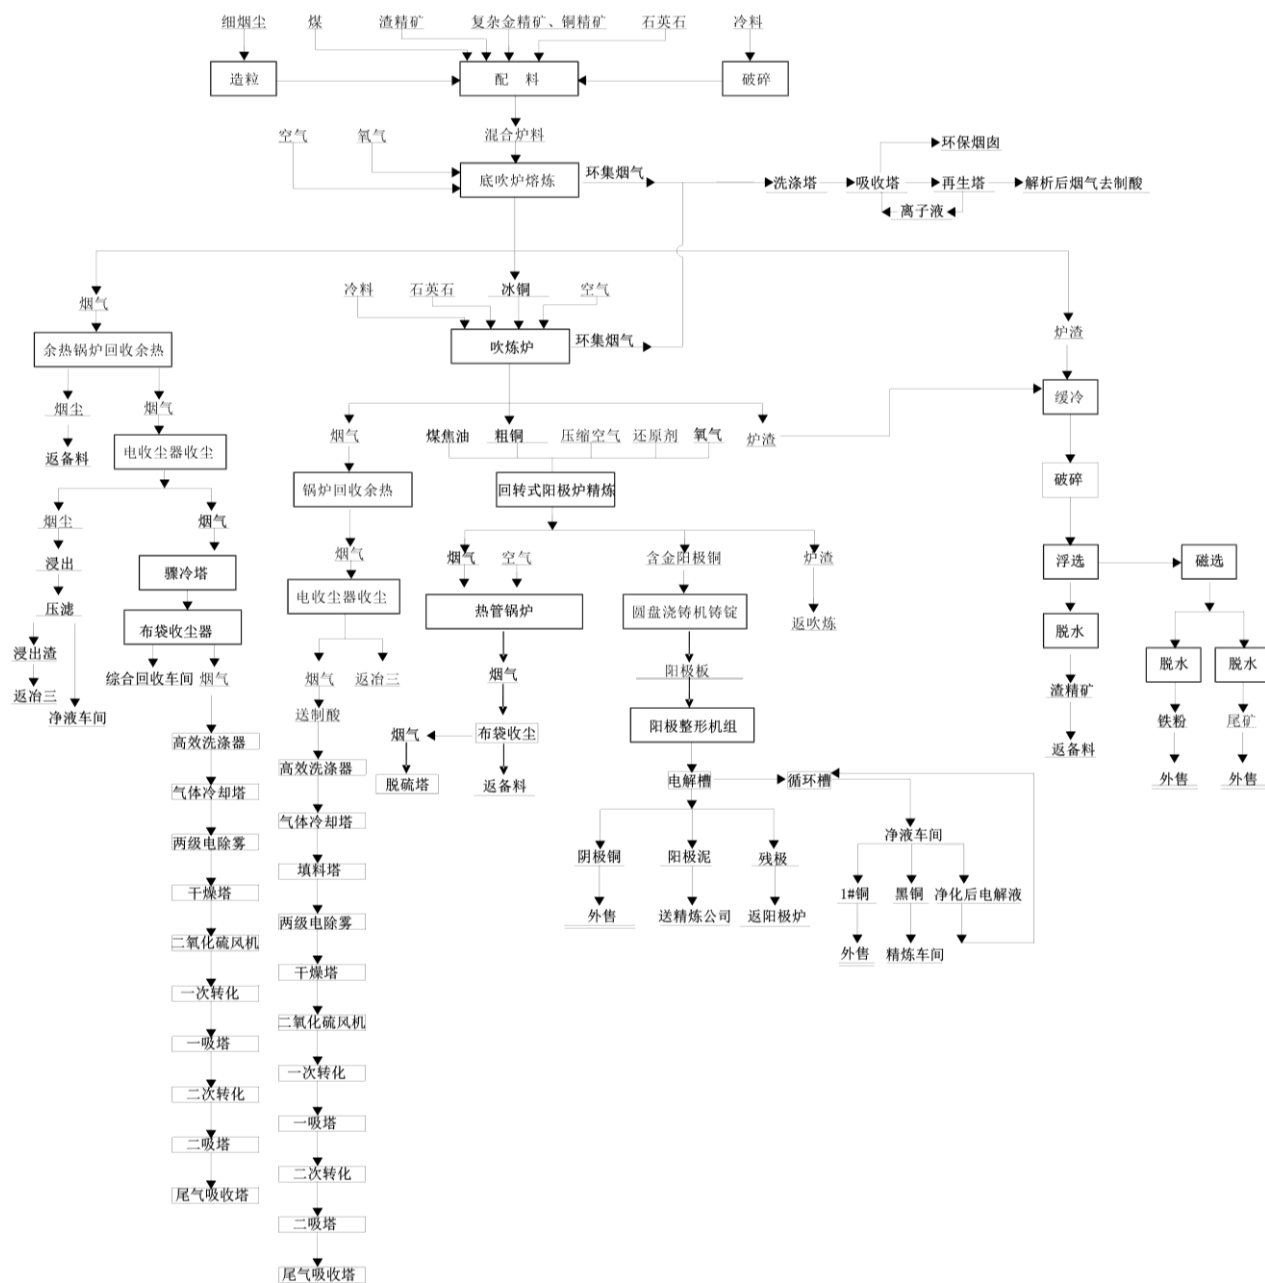 细烟尘
煤
渣精矿
复杂金精矿、铜精矿
石英石
冷料
造粒
配 料
破碎
空气
氧气
混合炉料
底吹炉熔炼
环集烟气
环保烟囱
洗涤塔
吸收塔
再生塔
解析后烟气去制酸
离子液
烟气
冷料
石英石
冰铜
空气
炉渣
余热锅炉回收余热
吹炼炉
环集烟气
缓冷
烟尘
烟气
烟气
煤焦油
粗铜
压缩空气
还原剂
氧气
炉渣
返备料
电收尘器收尘
锅炉回收余热
回转式阳极炉精炼
破碎
烟尘
烟气
烟气
烟气
空气
含金阳极铜
炉渣
浮选
磁选
浸出
骤冷塔
电收尘器收尘
热管锅炉
圆盘浇铸机铸锭
返吹炼
压滤
布袋收尘器
脱水
浸出渣
综合回收车间
烟气
烟气
返冶三
烟气
阳极板
脱水
脱水
返冶三
净液车间
送制酸
渣精矿
铁粉
尾矿
高效洗涤器
烟气
布袋收尘
阳极整形机组
返备料
高效洗涤器
脱硫塔
返备料
电解槽
循环槽
外售
外售
气体冷却塔
气体冷却塔
两级电除雾
阴极铜
阳极泥
残极
净液车间
填料塔
干燥塔
1#铜
黑铜
净化后电解液
两级电除雾
外售
送精炼公司
返阳极炉
二氧化硫风机
外售
精炼车间
干燥塔
一次转化
二氧化硫风机
一吸塔
一次转化
二次转化
一吸塔
二吸塔
二次转化
尾气吸收塔
二吸塔
尾气吸收塔